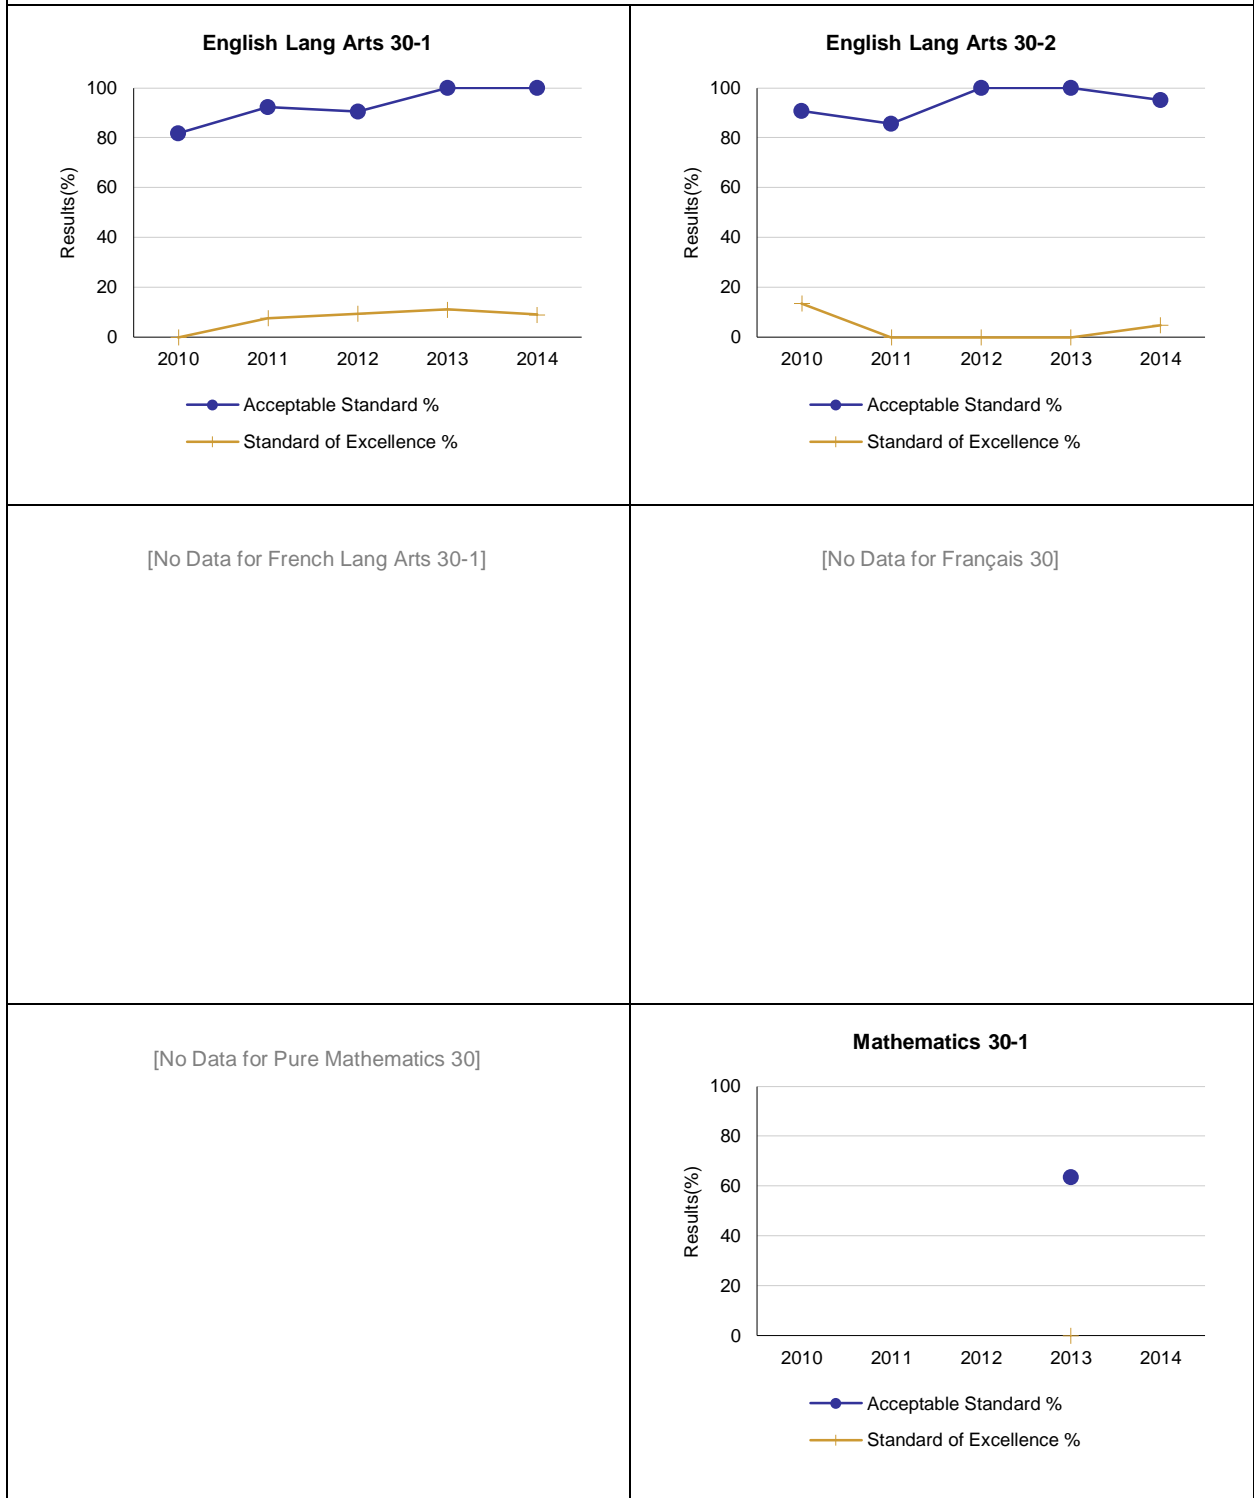 English Lang Arts 30-1
Results(%)
100
80
60
40
20
0
2010 2011 2012 2013 2014
Acceptable Standard %
Standard of Excellence %
English Lang Arts 30-2
Results(%)
100
80
60
40
20
0
2010 2011 2012 2013 2014
Acceptable Standard %
Standard of Excellence %
[No Data for French Lang Arts 30-1]
[No Data for Français 30]
[No Data for Pure Mathematics 30]
Mathematics 30-1
Results(%)
100
80
60
40
20
0
2010 2011 2012 2013 2014
Acceptable Standard %
Standard of Excellence %